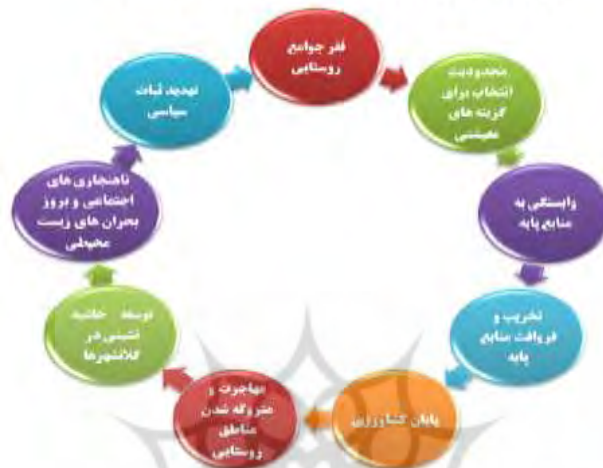 فقر جوامع
روستایی
محدودیت
انتخاب برای
گزینه های
معیشتی
وابستگی به
منابع پایه
تخریب و
فروافت منابع
پایه
پایان کشاورزی
مهاجرت و
متروکه شدن
مناطق
روستایی
توسعه حاشیه
نشینی در
کلانشهرها
ناهنجاری های
اجتماعی و بروز
بحران های زیست
محیطی
تهدید ثبات
سیاسی